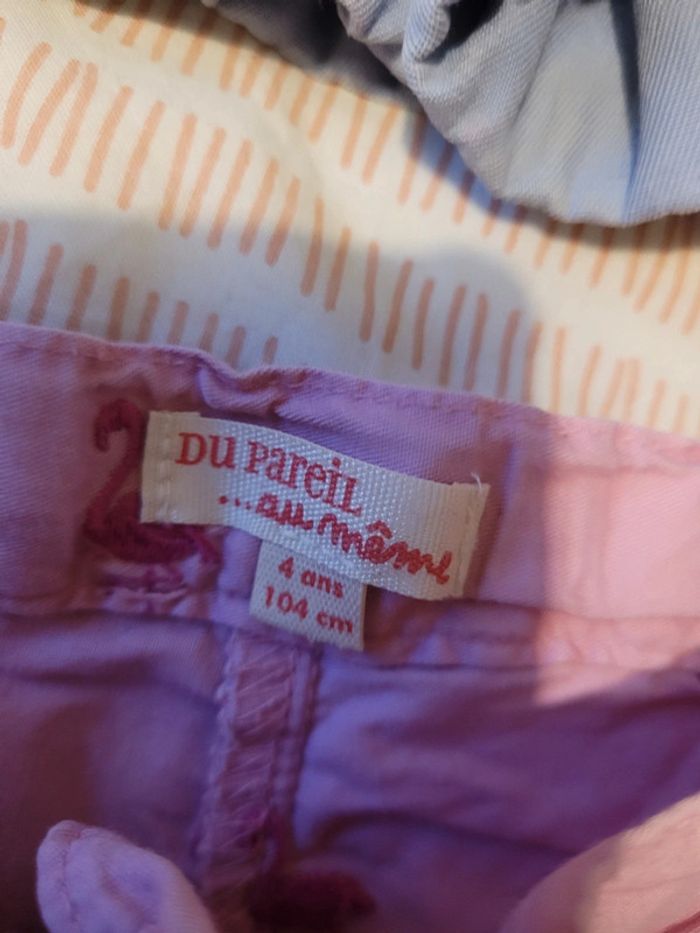 DU PAREIL
...au même
4 ans
104 cm